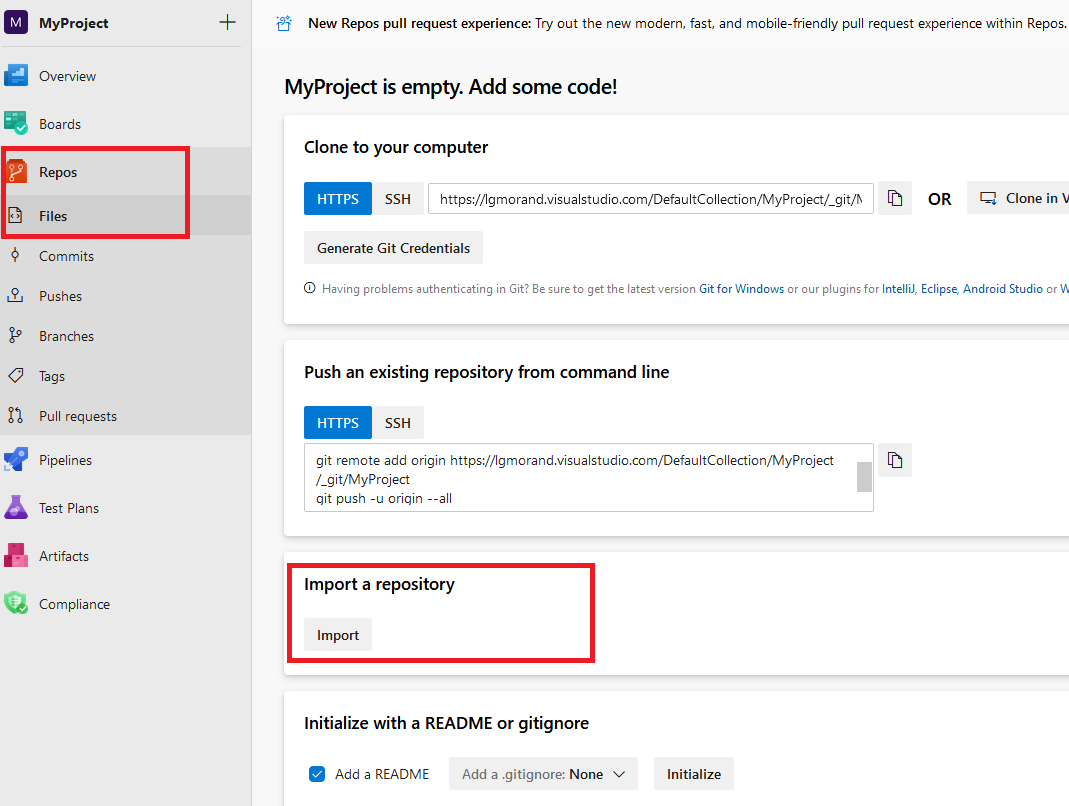 M MyProject
Overview
Boards
Repos
Files
Commits
Pushes
Branches
Tags
Pull requests
Pipelines
Test Plans
Artifacts
Compliance
New Repos pull request experience: Try out the new modern, fast, and mobile-friendly pull request experience within Repos.
MyProject is empty. Add some code!
Clone to your computer
HTTPS SSH https://lgmorand.visualstudio.com/DefaultCollection/MyProject/_git/M OR Clone in V
Generate Git Credentials
Having problems authenticating in Git? Be sure to get the latest version Git for Windows or our plugins for IntelliJ, Eclipse, Android Studio or W
Push an existing repository from command line
HTTPS SSH
git remote add origin https://lgmorand.visualstudio.com/DefaultCollection/MyProject
/_git/MyProject
git push -u origin --all
Import a repository
Import
Initialize with a README or gitignore
Add a README Add a .gitignore: None Initialize